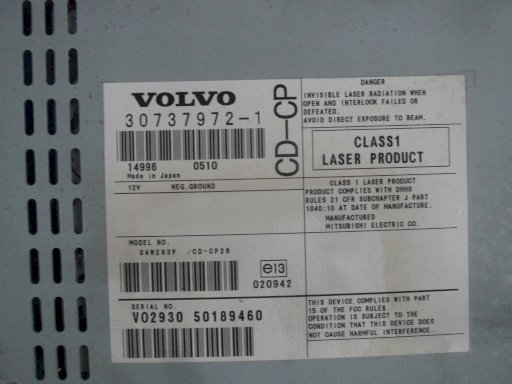 VOLVO
30737972-1
14996 0510
Made in Japan
CD-CP
12V NEG.GROUND
MODEL NO.
34W293P /CD-CP28
e13
020942
SERIAL NO.
V02930 50189460
DANGER
INVISIBLE LASER RADIATION WHEN
OPEN AND INTERLOCK FAILED OR
DEFEATED.
AVOID DIRECT EXPOSURE TO BEAM.
CLASS1
LASER PRODUCT
CLASS 1 LASER PRODUCT
PRODUCT COMPLIES WITH DHHS
RULES 21 CFR SUBCHAPTER J PART
1040:10 AT DATE OF MANUFACTURE.
MANUFACTURED
MITSUBISHI ELECTRIC CO.
THIS DEVICE COMPLIES WITH PART
15 OF THE FCC RULES.
OPERATION IS SUBJECT TO THE
CONDITION THAT THIS DEVICE DOES
NOT CAUSE HARMFUL INTERFERENCE.